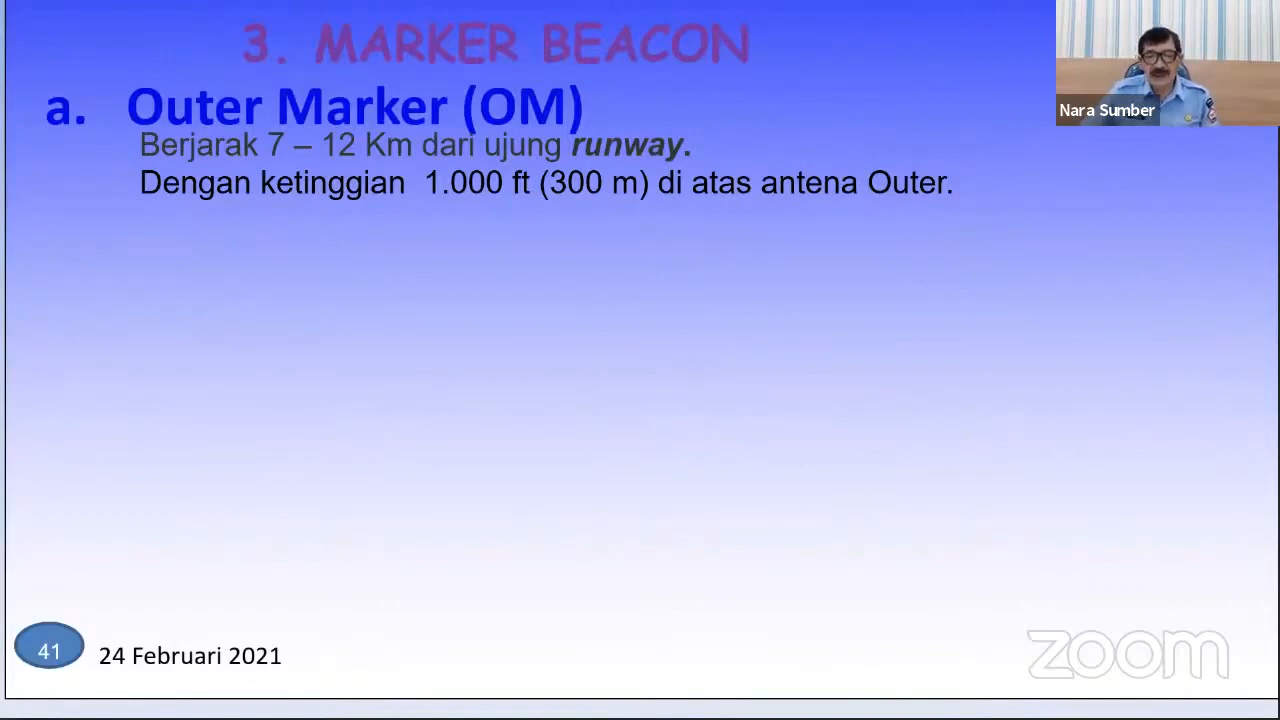 3. MARKER BEACON
a. Outer Marker (OM)
Berjarak 7 – 12 Km dari ujung runway.
Dengan ketinggian 1.000 ft (300 m) di atas antena Outer.
Nara Sumber
41
24 Februari 2021
zoom